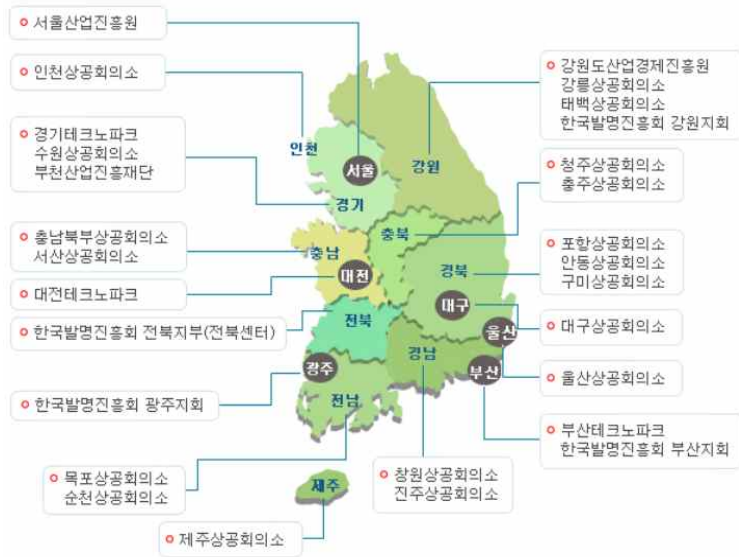 서울산업진흥원
인천상공회의소
경기테크노파크
수원상공회의소
부천산업진흥재단
충남북부상공회의소
서산상공회의소
대전테크노파크
한국발명진흥회 전북지부(전북센터)
한국발명진흥회 광주지회
목포상공회의소
순천상공회의소
제주상공회의소
인천
서울
경기
강원
충남
충북
대전
경북
대구
전북
울산
경남
광주
부산
전남
제주
강원도산업경제진흥원
강릉상공회의소
태백상공회의소
한국발명진흥회 강원지회
청주상공회의소
충주상공회의소
포항상공회의소
안동상공회의소
구미상공회의소
대구상공회의소
울산상공회의소
부산테크노파크
한국발명진흥회 부산지회
창원상공회의소
진주상공회의소